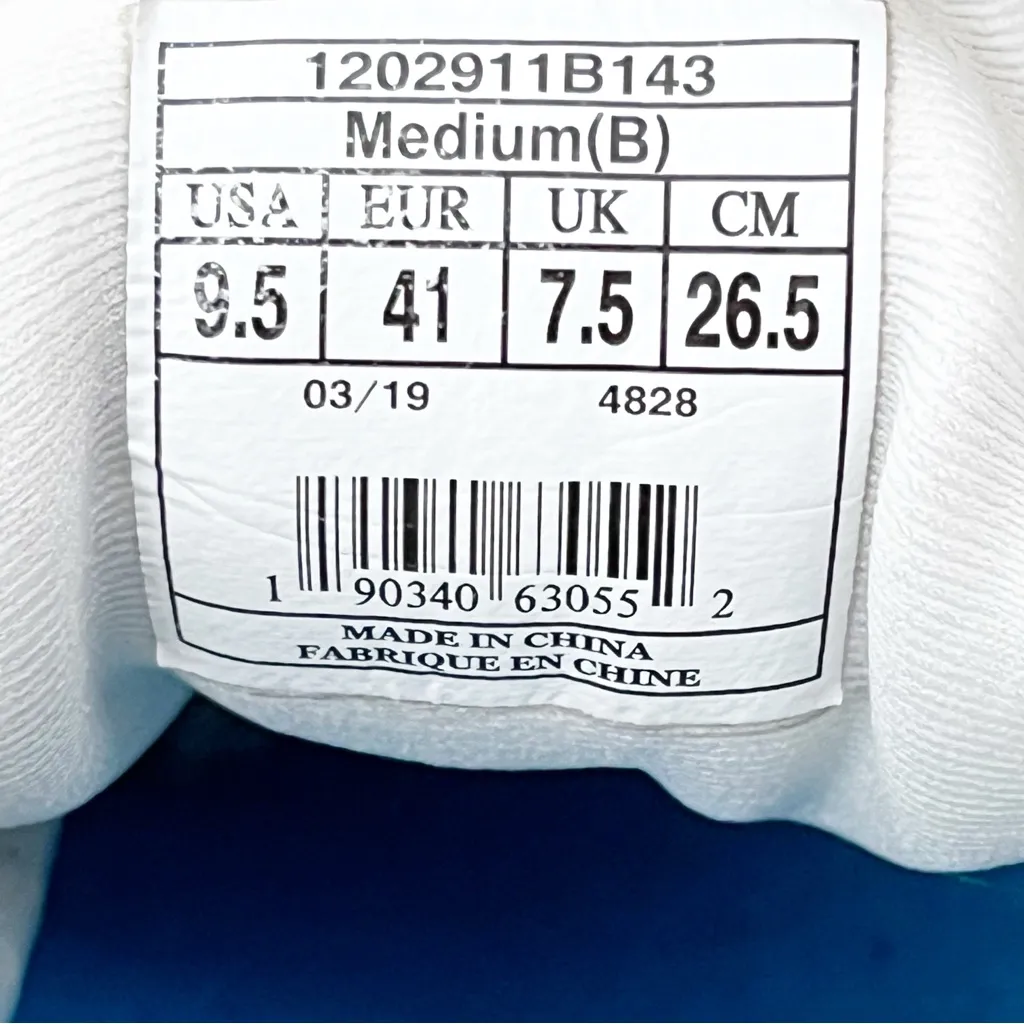 1202911B143
Medium(B)
USA EUR UK CM
9.5 41 7.5 26.5
03/19 4828
1 90340 63055 2
MADE IN CHINA
FABRIQUE EN CHINE